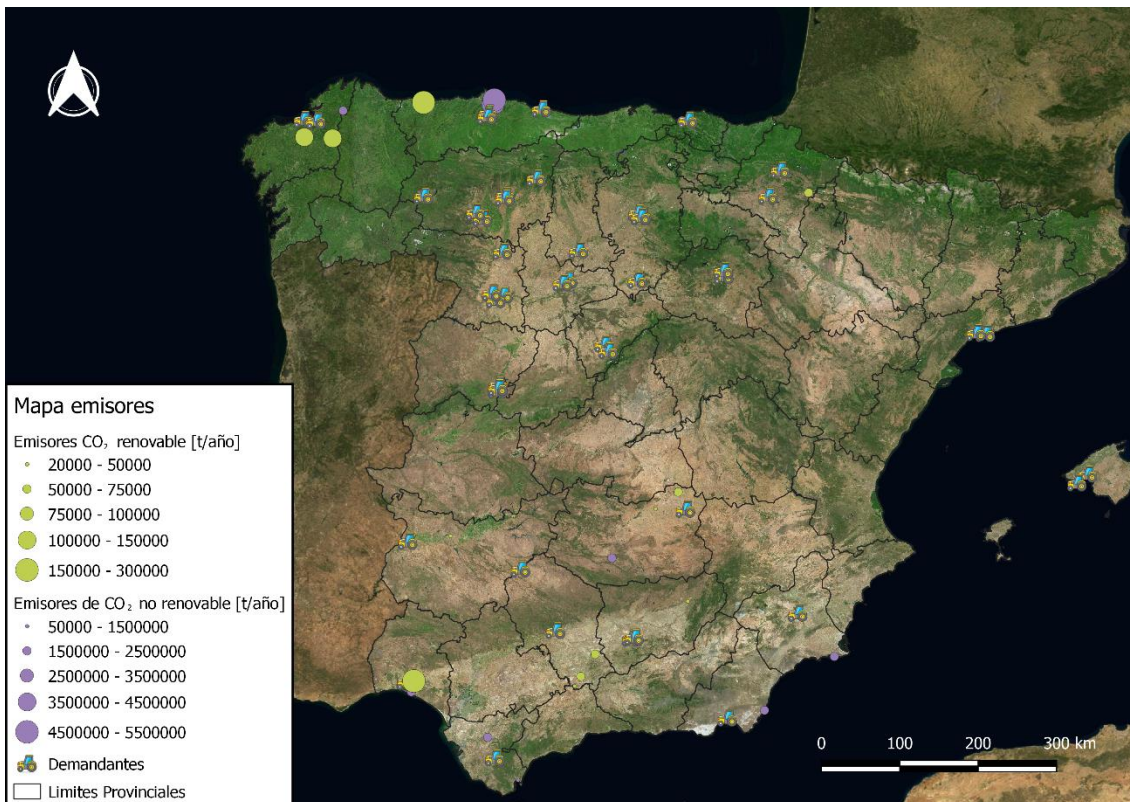 Mapa emisores
Emisores CO₂ renovable [t/año]
20000 - 50000
50000 - 75000
75000 - 100000
100000 - 150000
150000 - 300000
Emisores de CO₂ no renovable [t/año]
50000 - 1500000
1500000 - 2500000
2500000 - 3500000
3500000 - 4500000
4500000 - 5500000
Demandantes
Limites Provinciales
0 100 200 300 km